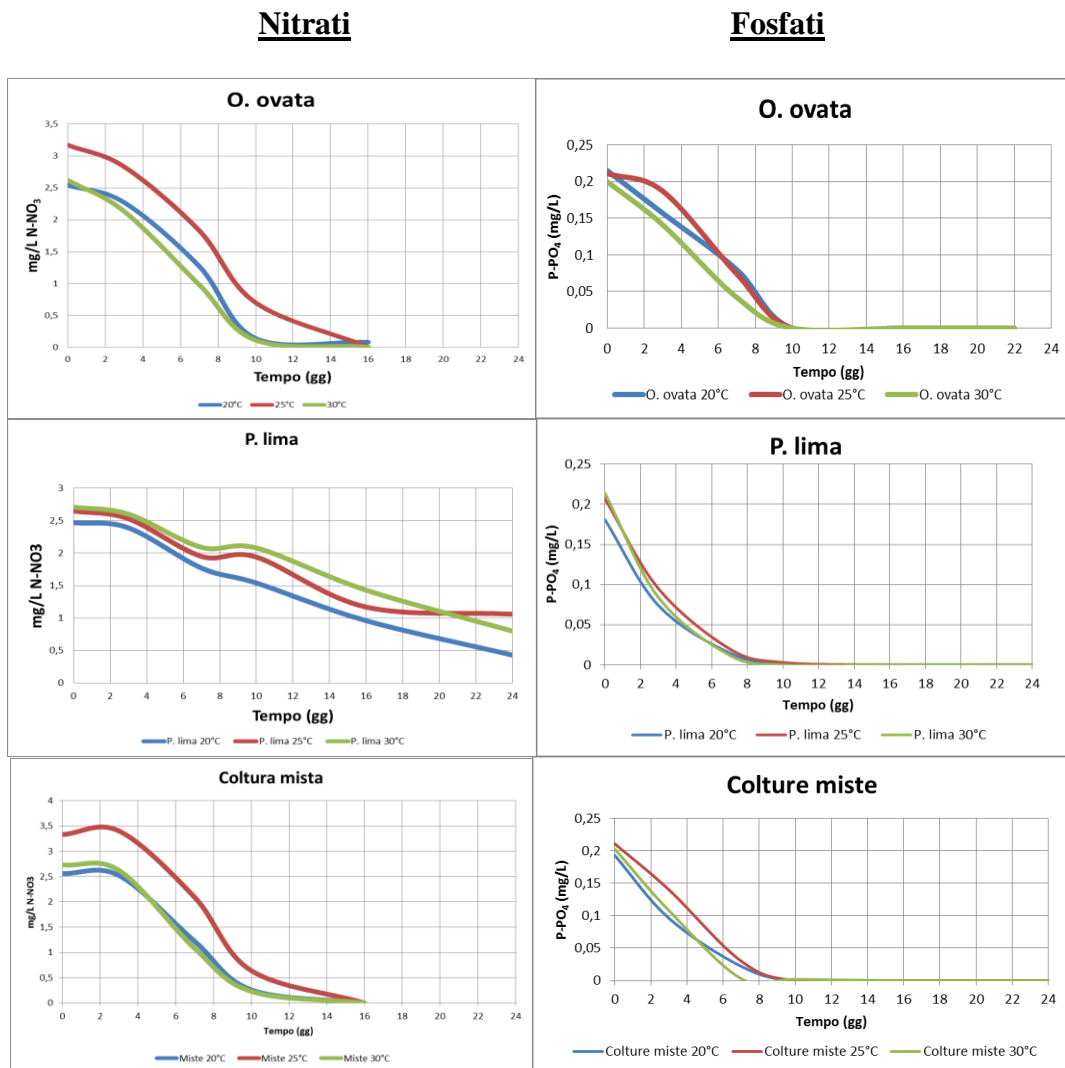 Nitrati
Fosfati
O. ovata
3,5
3
2,5
2
1,5
1
0,5
0
mg/L N-NO3
0 2 4 6 8 10 12 14 16 18 20 22 24
Tempo (gg)
20°C 25°C 30°C
O. ovata
0,25
0,2
0,15
0,1
0,05
0
P-PO4 (mg/L)
0 2 4 6 8 10 12 14 16 18 20 22 24
Tempo (gg)
O. ovata 20°C O. ovata 25°C O. ovata 30°C
P. lima
3
2,5
2
1,5
1
0,5
0
mg/L N-NO3
0 2 4 6 8 10 12 14 16 18 20 22 24
Tempo (gg)
P. lima 20°C P. lima 25°C P. lima 30°C
P. lima
0,25
0,2
0,15
0,1
0,05
0
P-PO4 (mg/L)
0 2 4 6 8 10 12 14 16 18 20 22 24
Tempo (gg)
P. lima 20°C P. lima 25°C P. lima 30°C
Coltura mista
4
3,5
3
2,5
2
1,5
1
0,5
0
mg/L N-NO3
0 2 4 6 8 10 12 14 16 18 20 22 24
Tempo (gg)
Miste 20°C Miste 25°C Miste 30°C
Colture miste
0,25
0,2
0,15
0,1
0,05
0
P-PO4 (mg/L)
0 2 4 6 8 10 12 14 16 18 20 22 24
Tempo (gg)
Colture miste 20°C Colture miste 25°C Colture miste 30°C